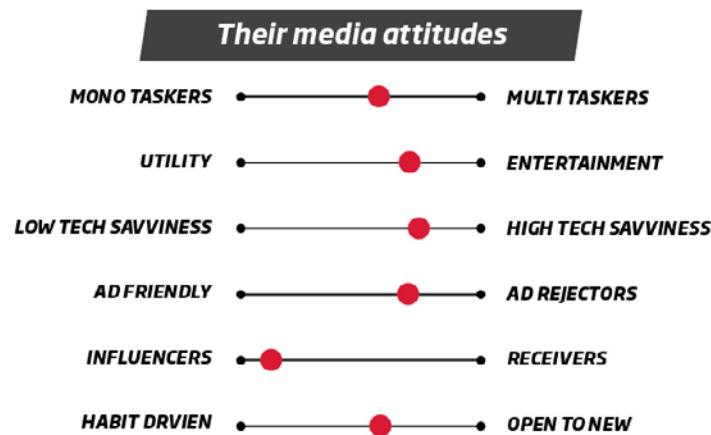 Their media attitudes
MONO TASKERS MULTI TASKERS
UTILITY ENTERTAINMENT
LOW TECH SAVVINESS HIGH TECH SAVVINESS
AD FRIENDLY AD REJECTORS
INFLUENCERS RECEIVERS
HABIT DRVIEN OPEN TO NEW